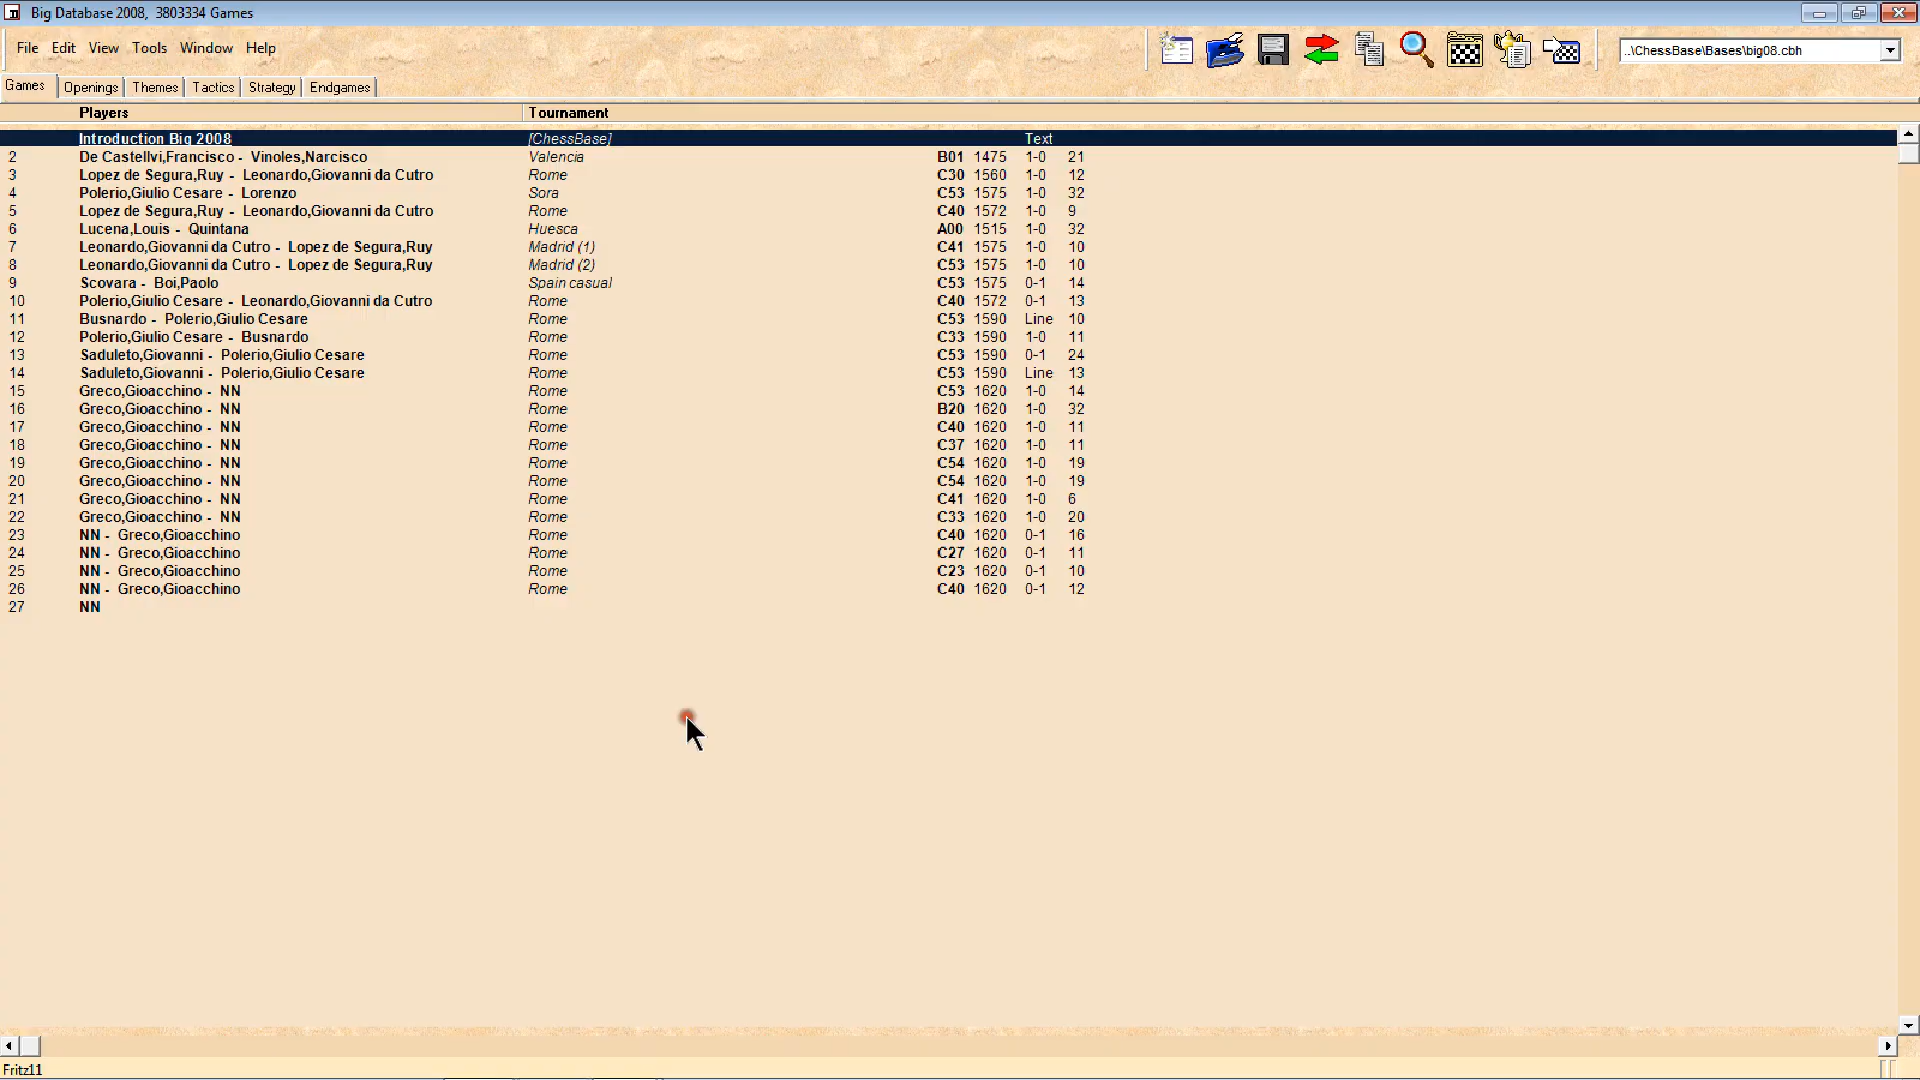 Big Database 2008, 3803334 Games
File Edit View Tools Window Help
..\ChessBase\Bases\big08.cbh
Games Openings Themes Tactics Strategy Endgames
Players Tournament
Introduction Big 2008 [ChessBase] Text
2 De Castellvi,Francisco - Vinoles,Narcisco Valencia B01 1475 1-0 21
3 Lopez de Segura,Ruy - Leonardo,Giovanni da Cutro Rome C30 1560 1-0 12
4 Polerio,Giulio Cesare - Lorenzo Sora C53 1575 1-0 32
5 Lopez de Segura,Ruy - Leonardo,Giovanni da Cutro Rome C40 1572 1-0 9
6 Lucena,Louis - Quintana Huesca A00 1515 1-0 32
7 Leonardo,Giovanni da Cutro - Lopez de Segura,Ruy Madrid (1) C41 1575 1-0 10
8 Leonardo,Giovanni da Cutro - Lopez de Segura,Ruy Madrid (2) C53 1575 1-0 10
9 Scovara - Boi,Paolo Spain casual C53 1575 0-1 14
10 Polerio,Giulio Cesare - Leonardo,Giovanni da Cutro Rome C40 1572 0-1 13
11 Busnardo - Polerio,Giulio Cesare Rome C53 1590 Line 10
12 Polerio,Giulio Cesare - Busnardo Rome C33 1590 1-0 11
13 Saduleto,Giovanni - Polerio,Giulio Cesare Rome C53 1590 0-1 24
14 Saduleto,Giovanni - Polerio,Giulio Cesare Rome C53 1590 Line 13
15 Greco,Gioacchino - NN Rome C53 1620 1-0 14
16 Greco,Gioacchino - NN Rome B20 1620 1-0 32
17 Greco,Gioacchino - NN Rome C40 1620 1-0 11
18 Greco,Gioacchino - NN Rome C37 1620 1-0 11
19 Greco,Gioacchino - NN Rome C54 1620 1-0 19
20 Greco,Gioacchino - NN Rome C54 1620 1-0 19
21 Greco,Gioacchino - NN Rome C41 1620 1-0 6
22 Greco,Gioacchino - NN Rome C33 1620 1-0 20
23 NN - Greco,Gioacchino Rome C40 1620 0-1 16
24 NN - Greco,Gioacchino Rome C27 1620 0-1 11
25 NN - Greco,Gioacchino Rome C23 1620 0-1 10
26 NN - Greco,Gioacchino Rome C40 1620 0-1 12
27 NN
Fritz11